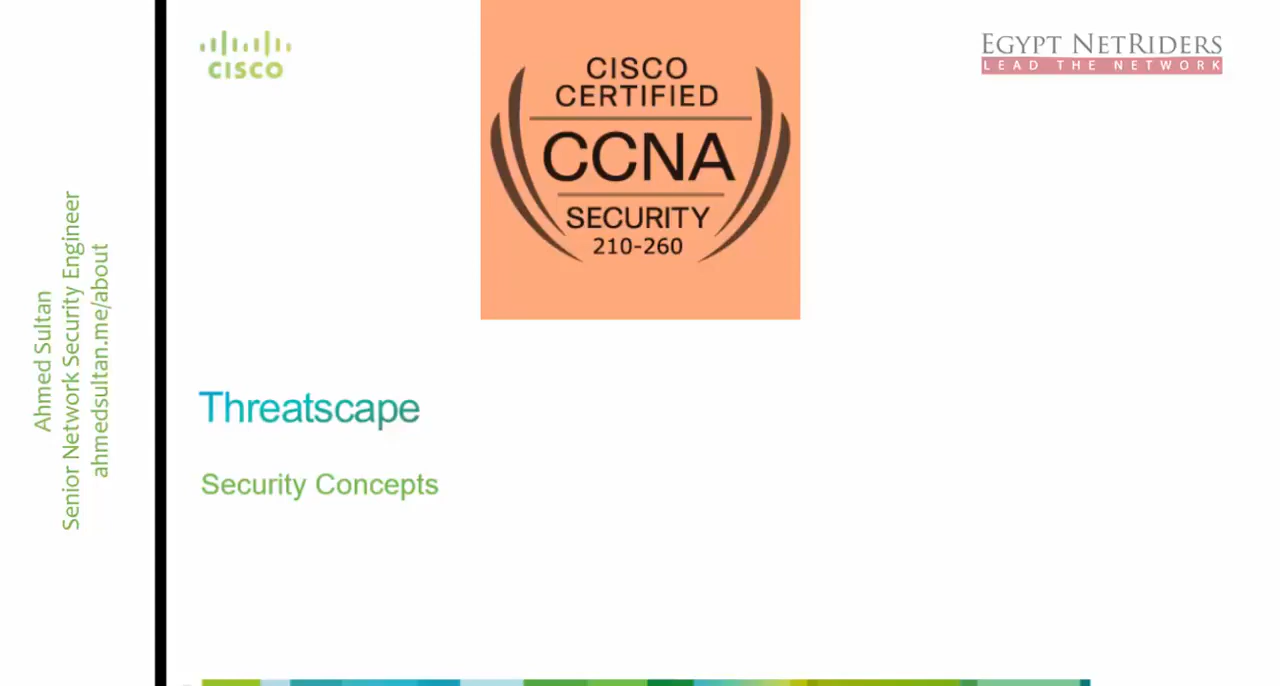 CISCO
EGYPT NETRIDERS
LEAD THE NETWORK
CISCO
CERTIFIED
CCNA
SECURITY
210-260
Ahmed Sultan
Senior Network Security Engineer
ahmedsultan.me/about
Threatscape
Security Concepts